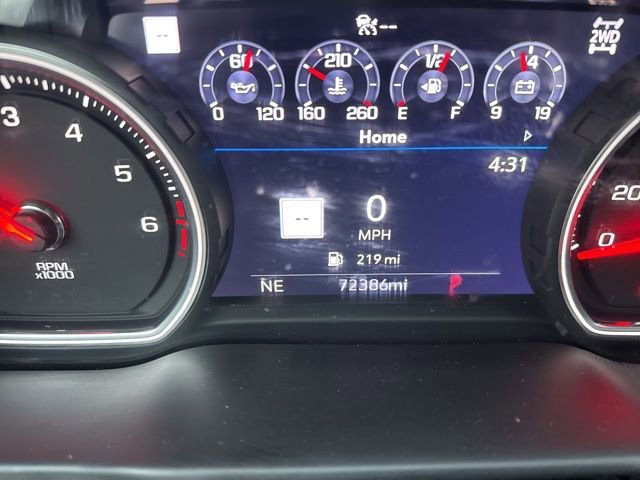 --
--
2WD
60 210 1/2 14
0 120 160 260 E F 9 19
Home
4:31
3 4 5 6
RPM
x1000
--
0
MPH
219 mi
NE 72386mi P
20
0